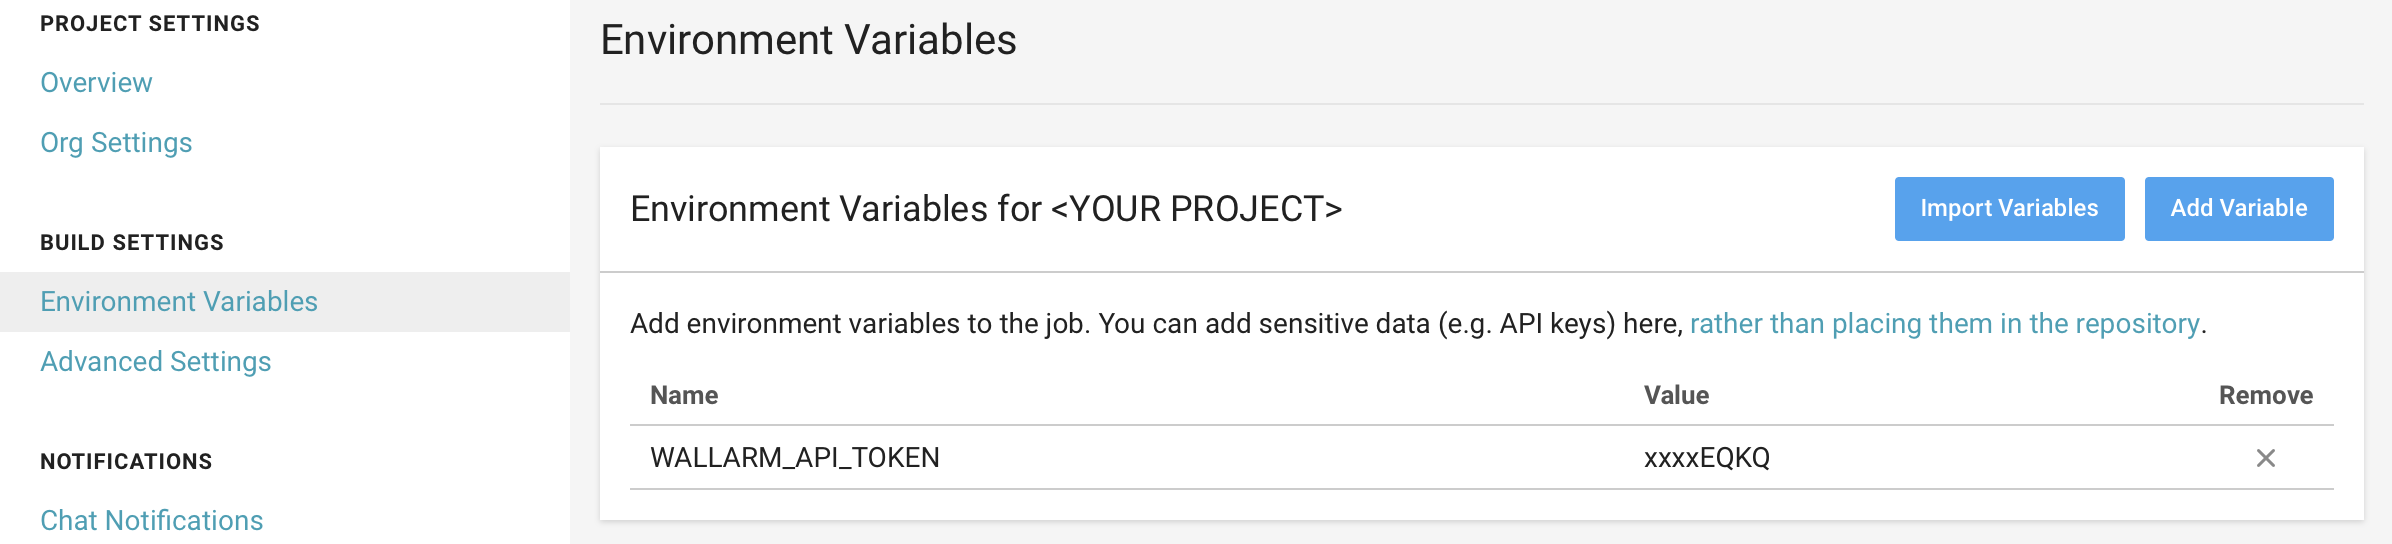 PROJECT SETTINGS
Overview
Org Settings
BUILD SETTINGS
Environment Variables
Advanced Settings
NOTIFICATIONS
Chat Notifications
Environment Variables
Environment Variables for <YOUR PROJECT>
Import Variables
Add Variable
Add environment variables to the job. You can add sensitive data (e.g. API keys) here, rather than placing them in the repository.
Name Value Remove
WALLARM_API_TOKEN xxxxEQKQ